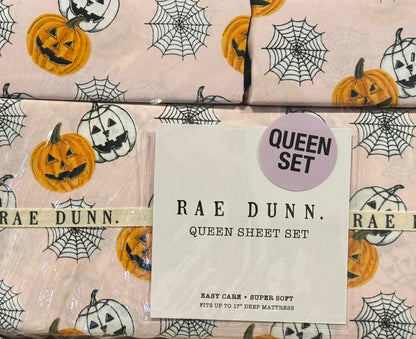 QUEEN
SET
RAE DUNN.
RAE DUNN.
QUEEN SHEET SET
RAE D
EASY CARE • SUPER SOFT
FITS UP TO 17" DEEP MATTRESS